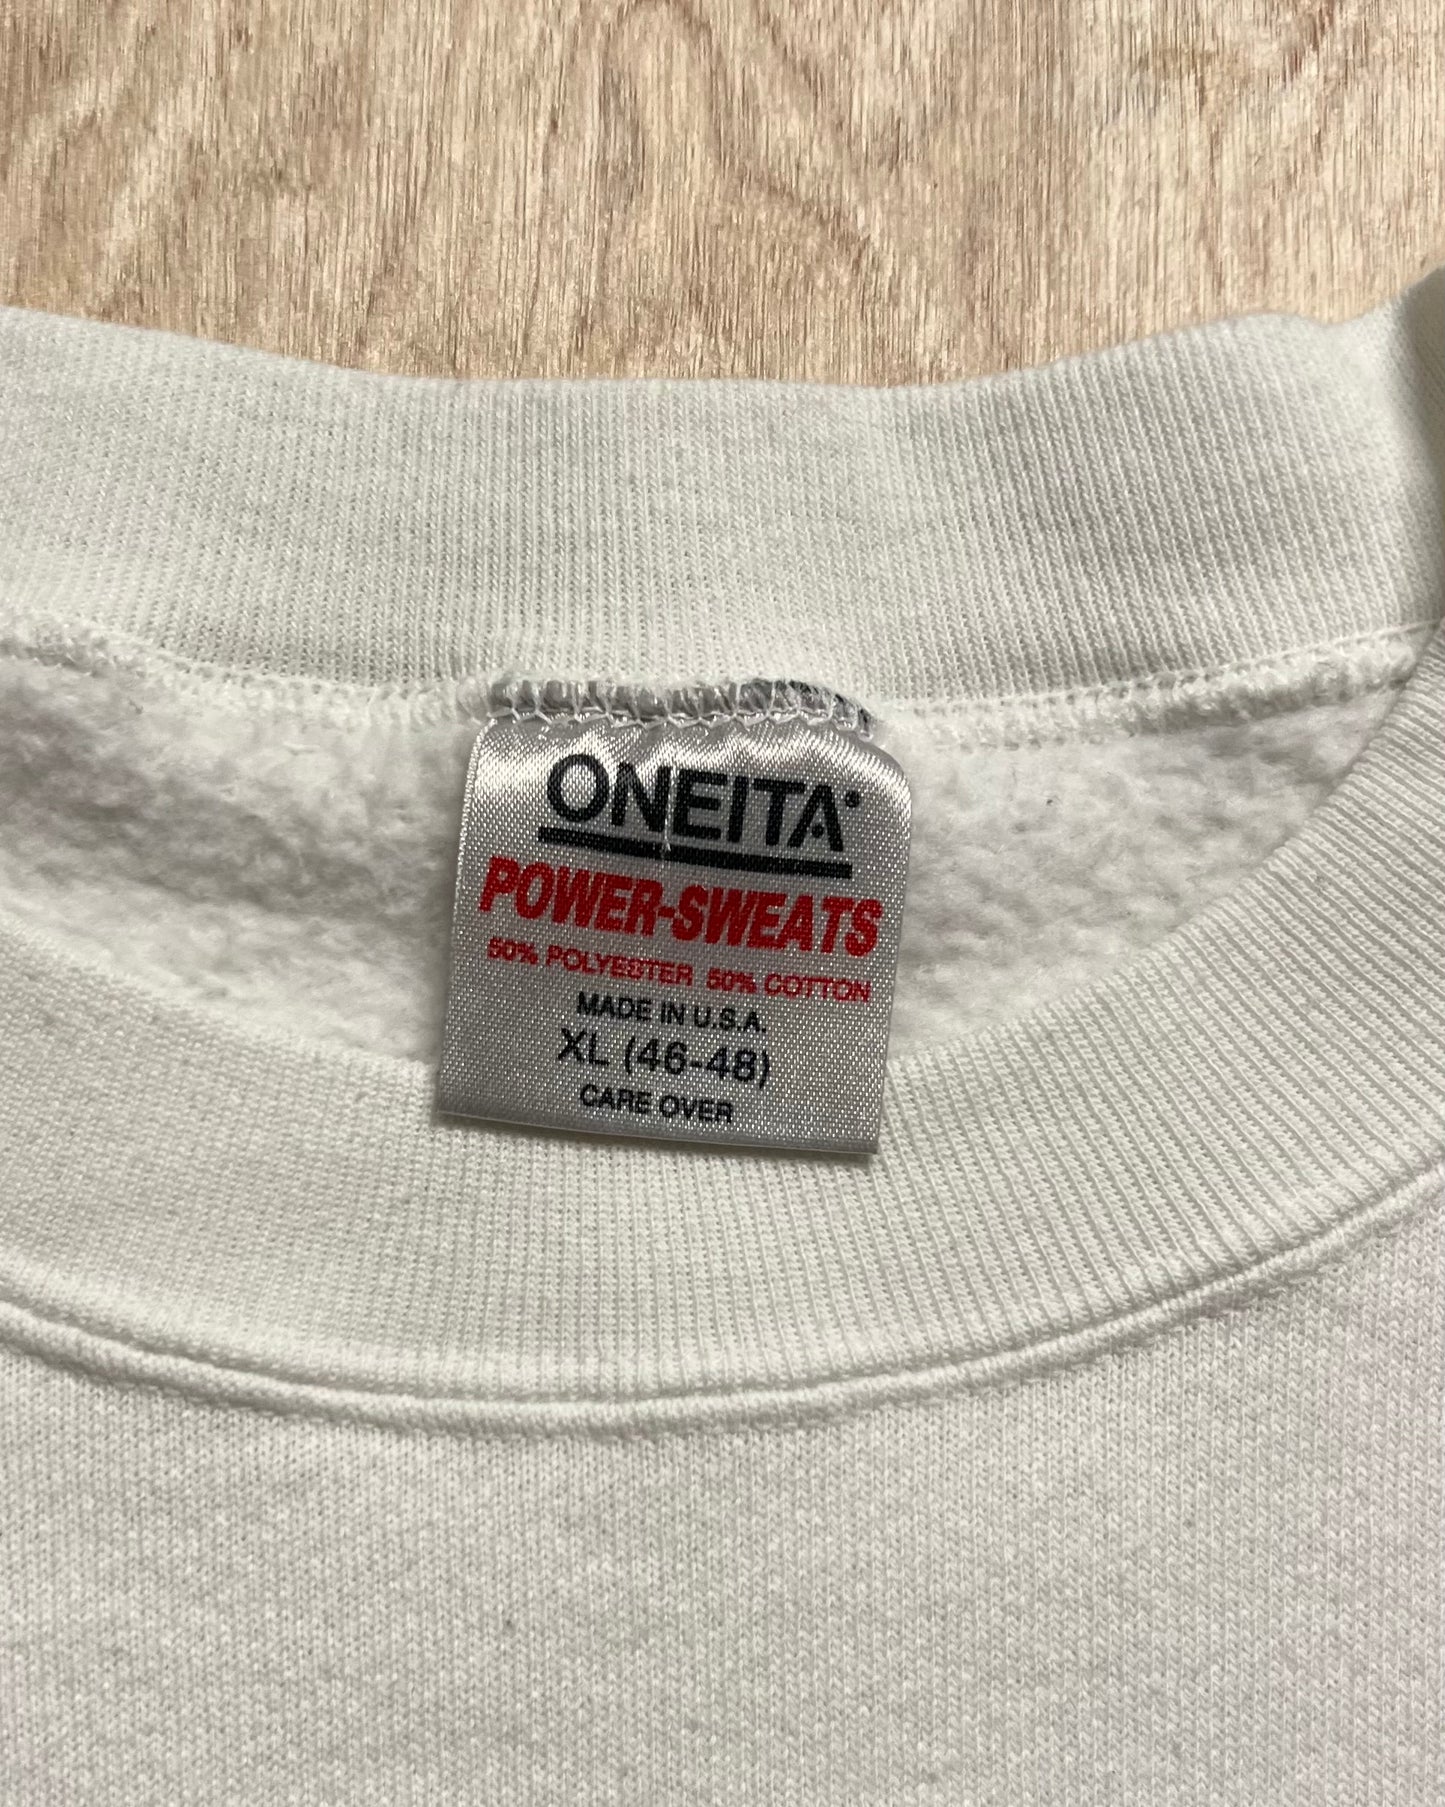 ONEITA
POWER-SWEATS
50% POLYESTER 50% COTTON
MADE IN U.S.A.
XL (46-48)
CARE OVER